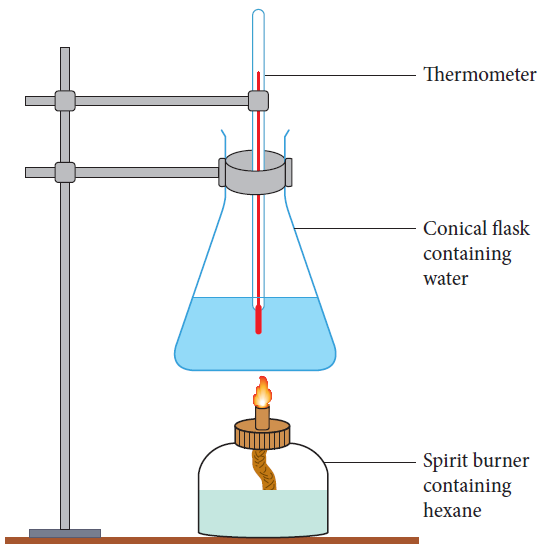 Thermometer
Conical flask
containing
water
Spirit burner
containing
hexane